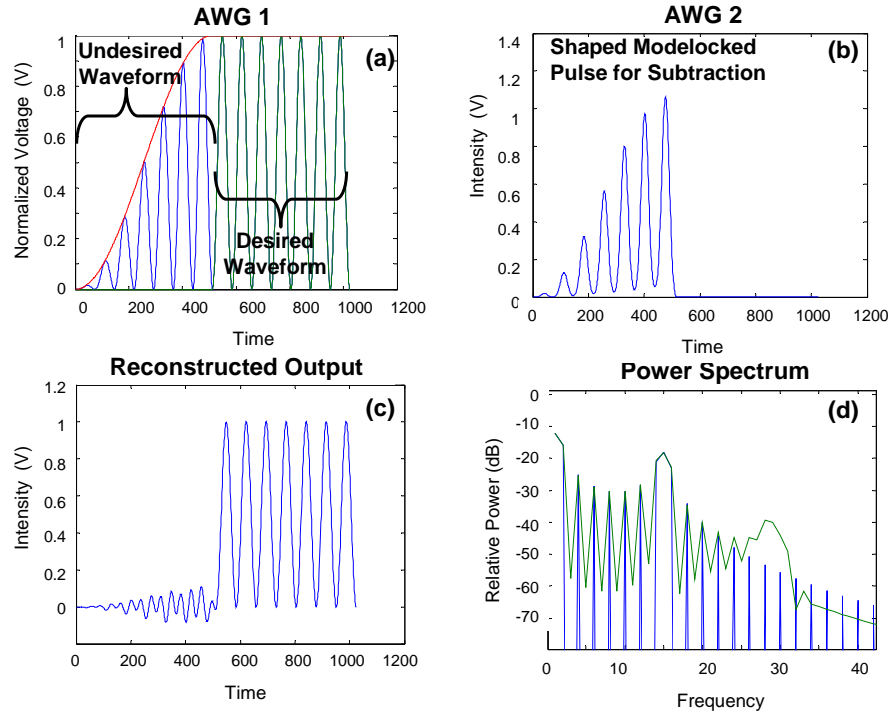 AWG 1
Undesired
Waveform
(a)
Desired
Waveform
Normalized Voltage (V)
1
0.8
0.6
0.4
0.2
0
0 200 400 600 800 1000 1200
Time
AWG 2
Shaped Modelocked
Pulse for Subtraction
(b)
Intensity (V)
1.4
1.2
1.0
0.8
0.6
0.4
0.2
0
0 200 400 600 800 1000 1200
Time
Reconstructed Output
(c)
Intensity (V)
1.2
1
0.8
0.6
0.4
0.2
0
0 200 400 600 800 1000 1200
Time
Power Spectrum
(d)
Relative Power (dB)
0
-10
-20
-30
-40
-50
-60
-70
0 10 20 30 40
Frequency